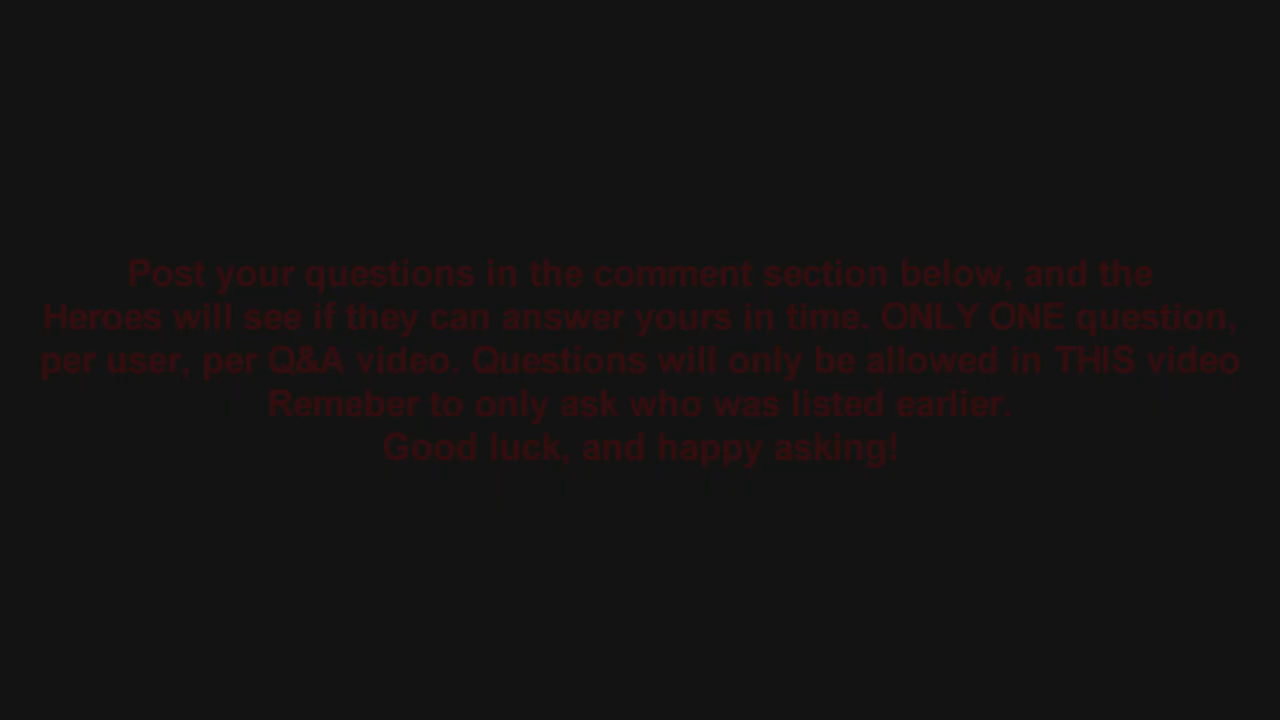 Post your questions in the comment section below, and the
Heroes will see if they can answer yours in time. ONLY ONE question,
per user, per Q&A video. Questions will only be allowed in THIS video
Remeber to only ask who was listed earlier.
Good luck, and happy asking!